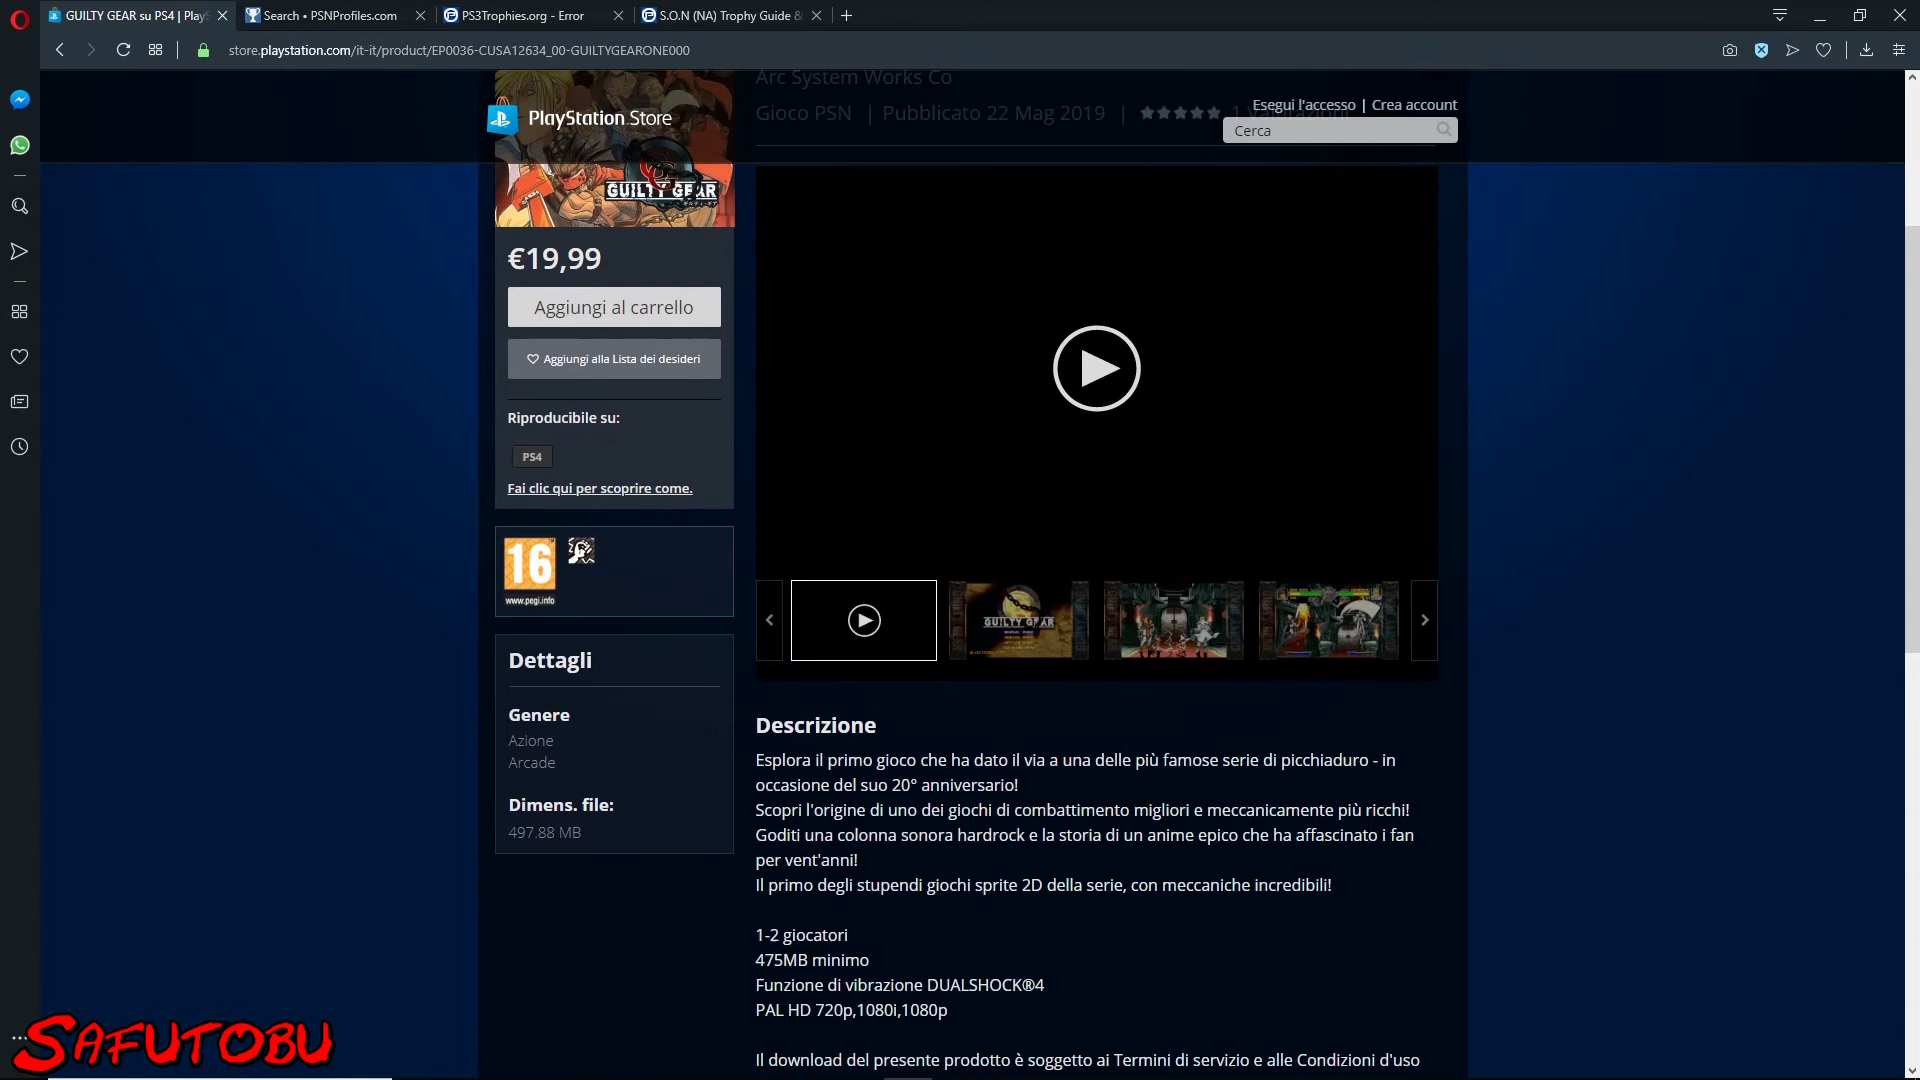 GUILTY GEAR su PS4 | PlayS
Search • PSNProfiles.com
PS3Trophies.org - Error
S.O.N (NA) Trophy Guide &
store.playstation.com/it-it/product/EP0036-CUSA12634_00-GUILTYGEARONE000
Arc System Works Co
Gioco PSN | Pubblicato 22 Mag 2019 |
Esegui l'accesso | Crea account
PlayStation Store
Cerca
GUILTY GEAR
€19,99
Aggiungi al carrello
Aggiungi alla Lista dei desideri
Riproducibile su:
PS4
Fai clic qui per scoprire come.
16
www.pegi.info
GUILTY GEAR
Dettagli
Genere
Azione
Arcade
Dimens. file:
497.88 MB
Descrizione
Esplora il primo gioco che ha dato il via a una delle più famose serie di picchiaduro - in
occasione del suo 20° anniversario!
Scopri l'origine di uno dei giochi di combattimento migliori e meccanicamente più ricchi!
Goditi una colonna sonora hardrock e la storia di un anime epico che ha affascinato i fan
per vent'anni!
Il primo degli stupendi giochi sprite 2D della serie, con meccaniche incredibili!
1-2 giocatori
475MB minimo
Funzione di vibrazione DUALSHOCK®4
PAL HD 720p,1080i,1080p
Il download del presente prodotto è soggetto ai Termini di servizio e alle Condizioni d'uso
SAFUTOBU